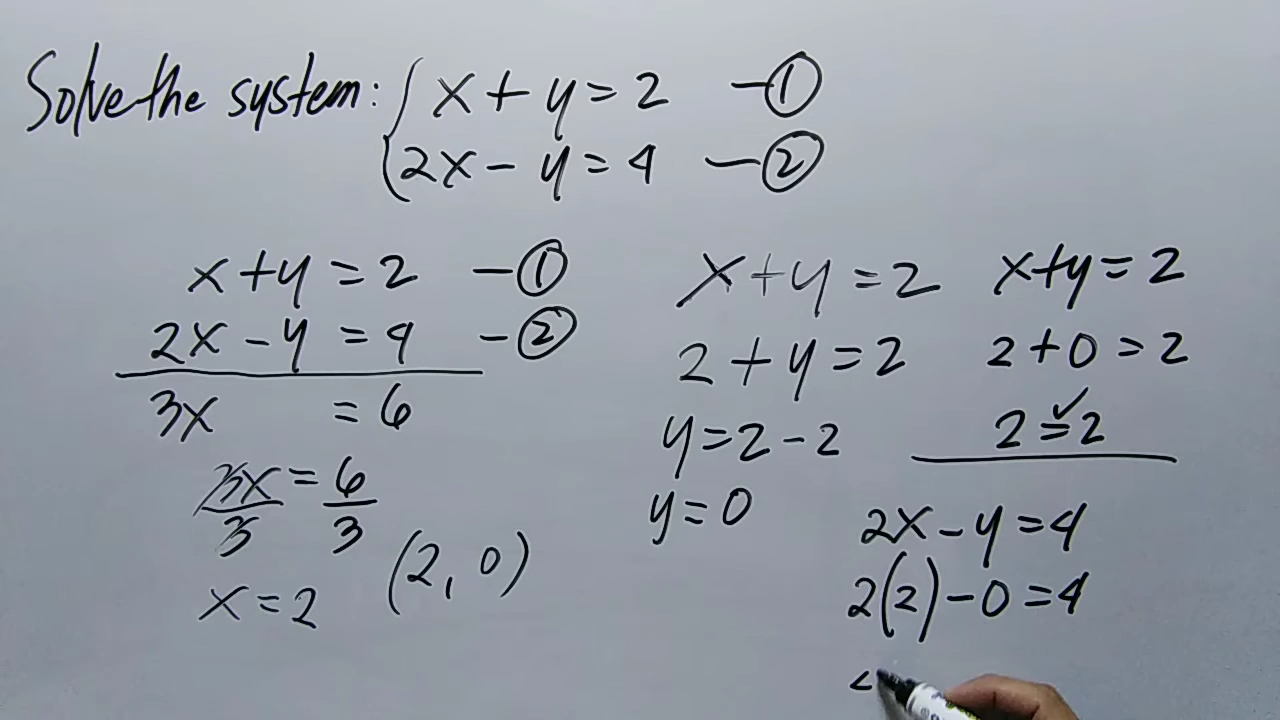 Solve the system: { x + y = 2 —①
2x - y = 4 —②
x + y = 2 —①
2x - y = 4 —②
3x = 6
3x/3 = 6/3
x = 2
(2, 0)
x + y = 2
2 + y = 2
y = 2 - 2
y = 0
x + y = 2
2 + 0 = 2
2 = 2 ✓
2x - y = 4
2(2) - 0 = 4